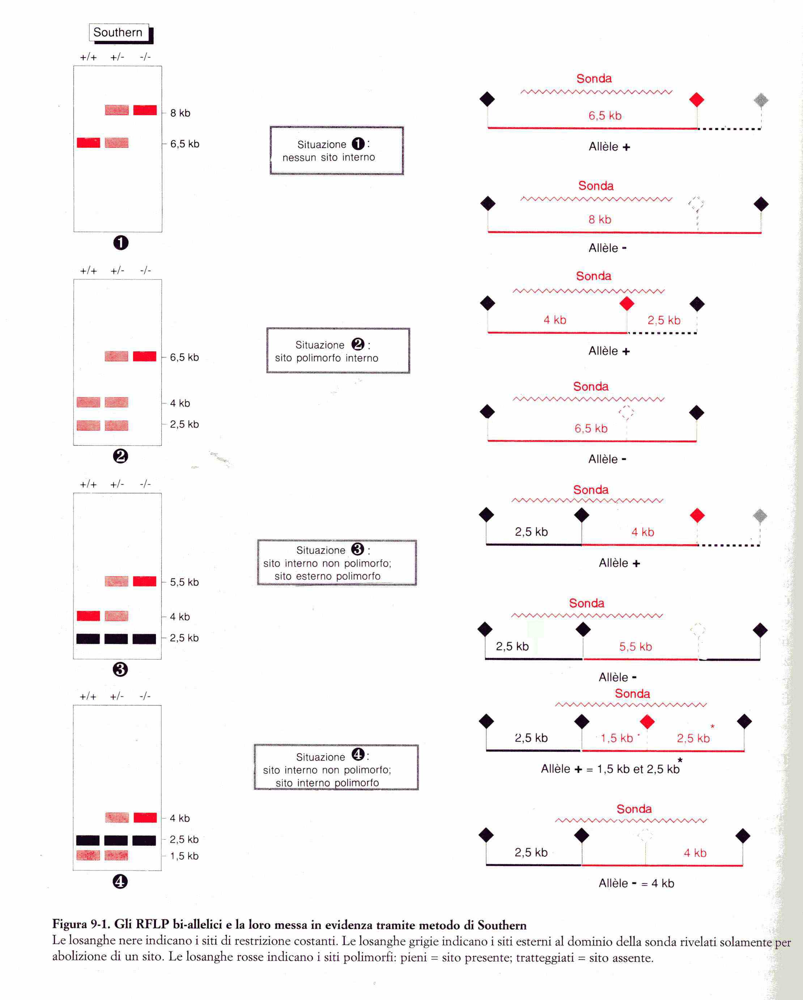 Southern
+/+ +/- -/-
8 kb
6,5 kb
1
Situazione 1:
nessun sito interno
Sonda
6,5 kb
Allèle +
Sonda
8 kb
Allèle -
+/+ +/- -/-
6,5 kb
4 kb
2,5 kb
2
Situazione 2:
sito polimorfo interno
Sonda
4 kb 2,5 kb
Allèle +
Sonda
6,5 kb
Allèle -
+/+ +/- -/-
5,5 kb
4 kb
2,5 kb
3
Situazione 3:
sito interno non polimorfo;
sito esterno polimorfo
Sonda
2,5 kb 4 kb
Allèle +
Sonda
2,5 kb 5,5 kb
Allèle -
+/+ +/- -/-
4 kb
2,5 kb
1,5 kb
4
Situazione 4:
sito interno non polimorfo;
sito interno polimorfo
Sonda
2,5 kb 1,5 kb 2,5 kb*
Allèle + = 1,5 kb et 2,5 kb*
Sonda
2,5 kb 4 kb
Allèle - = 4 kb
Figura 9-1. Gli RFLP bi-allelici e la loro messa in evidenza tramite metodo di Southern
Le losanghe nere indicano i siti di restrizione costanti. Le losanghe grigie indicano i siti esterni al dominio della sonda rivelati solamente per
abolizione di un sito. Le losanghe rosse indicano i siti polimorfi: pieni = sito presente; tratteggiati = sito assente.